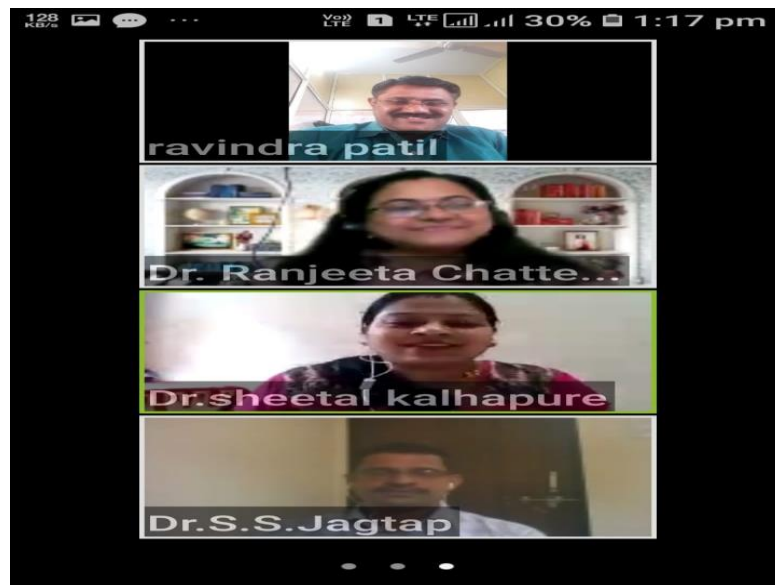 128
KB/s
...
Vo))
LTE
1
LTE
30%
1:17 pm
ravindra patil
Dr. Ranjeeta Chatte...
Dr.sheetal kalhapure
Dr.S.S.Jagtap